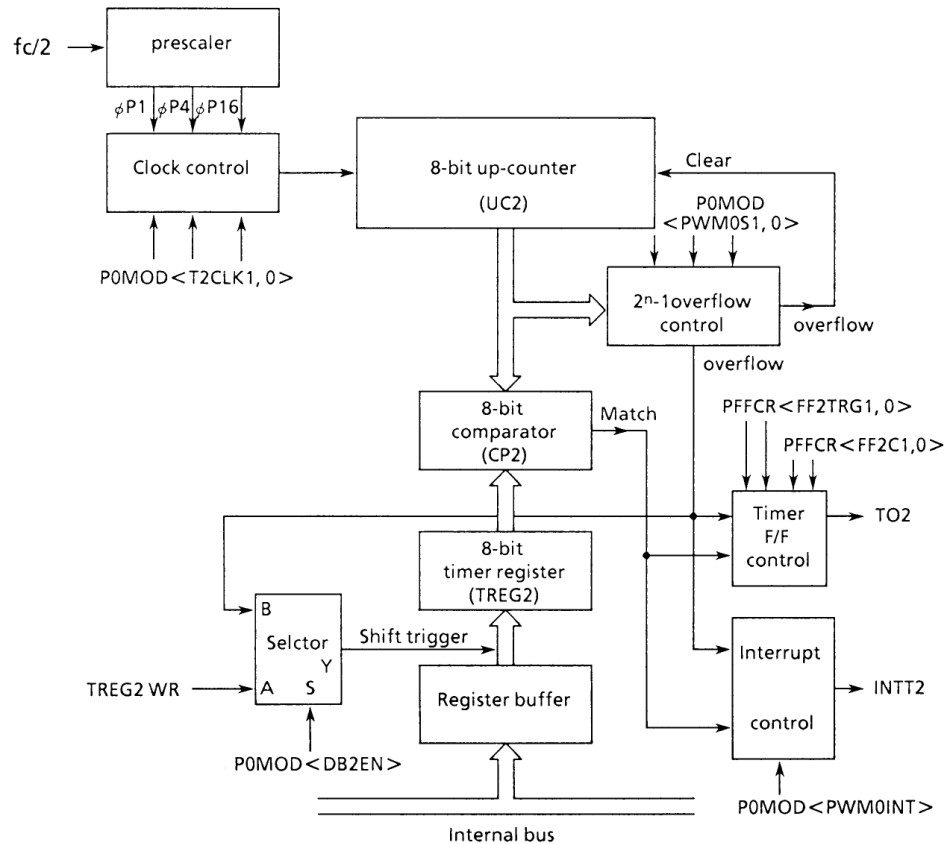 fc/2
prescaler
φP1 φP4 φP16
Clock control
P0MOD<T2CLK1, 0>
8-bit up-counter
(UC2)
Clear
P0MOD
<PWM0S1, 0>
2ⁿ-1overflow
control
overflow
overflow
8-bit
comparator
(CP2)
Match
PFFCR<FF2TRG1, 0>
PFFCR<FF2C1,0>
Timer
F/F
control
TO2
8-bit
timer register
(TREG2)
B
Selctor
Y
A S
Shift trigger
TREG2 WR
P0MOD<DB2EN>
Register buffer
Interrupt
control
INTT2
P0MOD<PWM0INT>
Internal bus